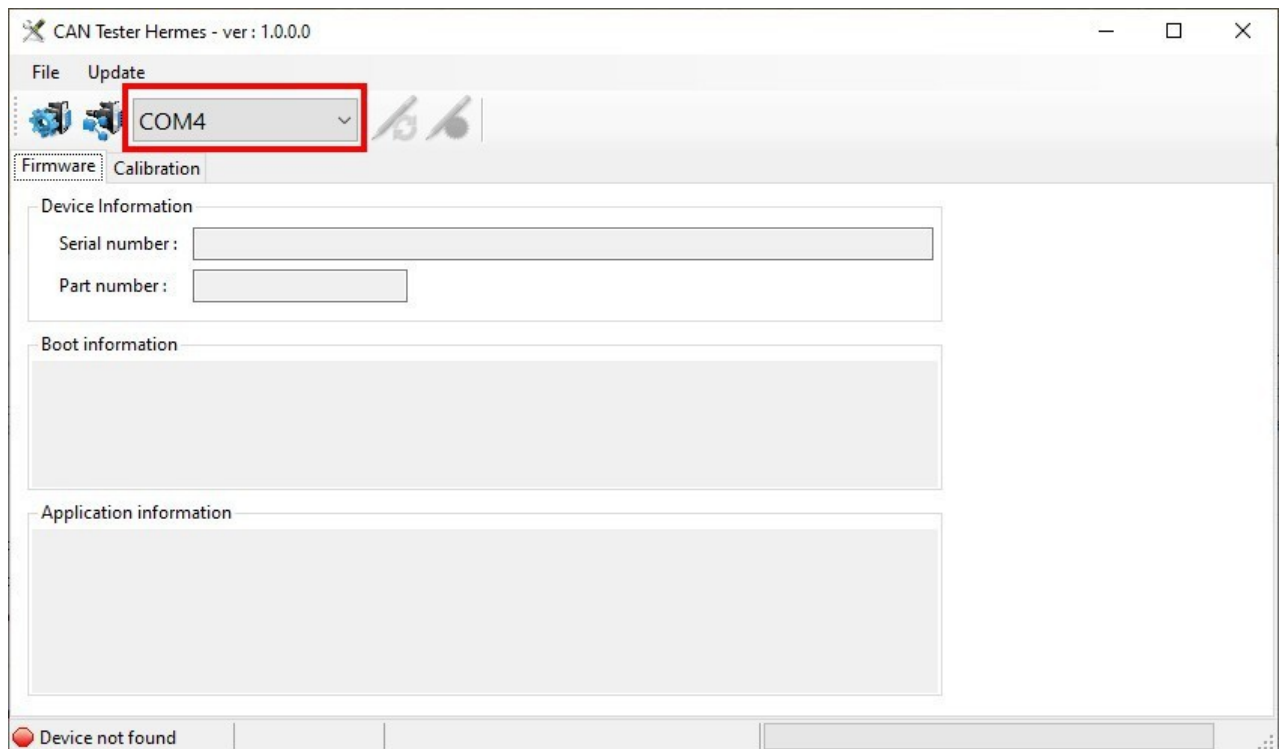 CAN Tester Hermes - ver : 1.0.0.0
File Update
COM4
Firmware Calibration
Device Information
Serial number :
Part number :
Boot information
Application information
Device not found